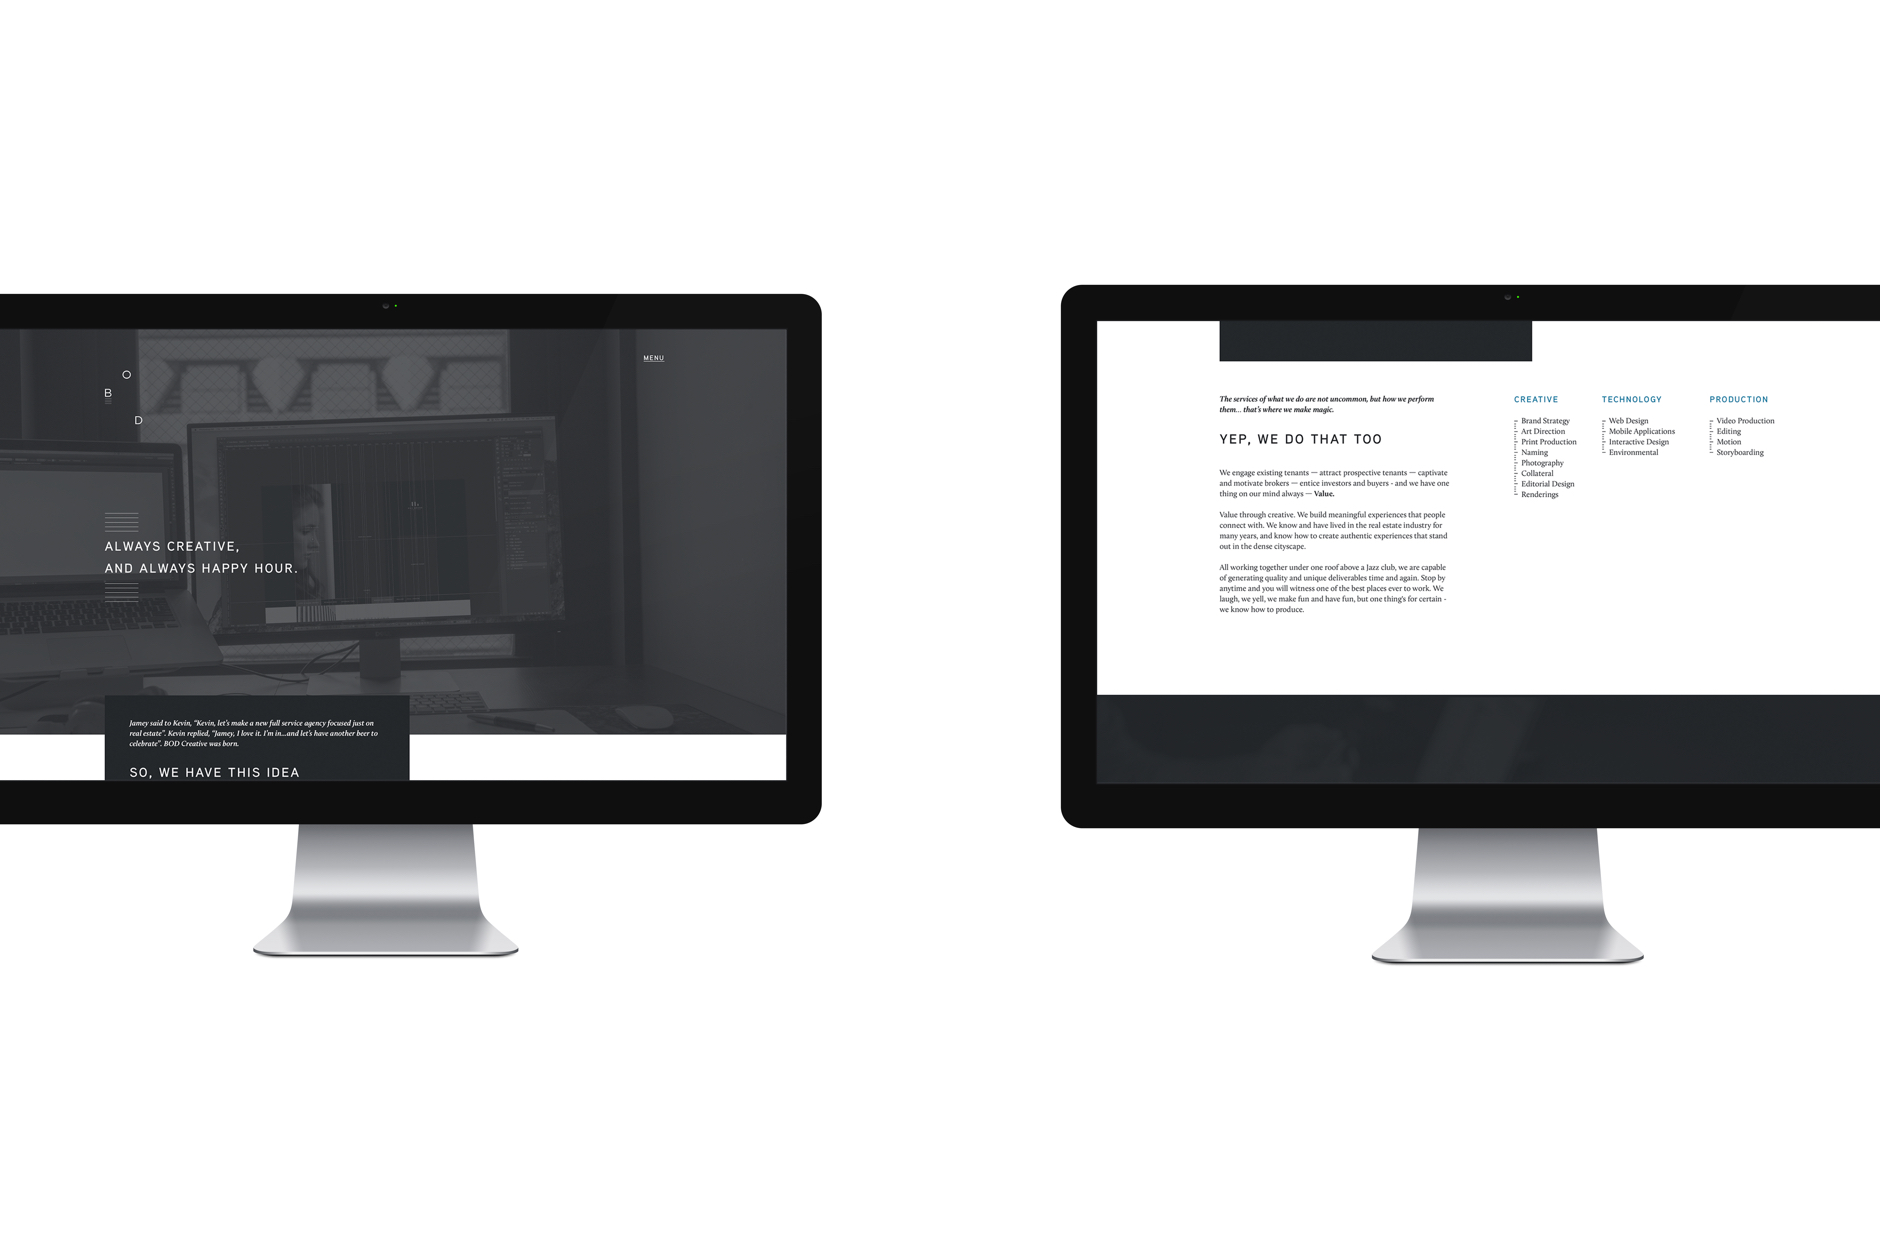 MENU
O
B
D
ALWAYS CREATIVE,
AND ALWAYS HAPPY HOUR.
Jamey said to Kevin, “Kevin, let’s make a new full service agency focused just on
real estate”. Kevin replied, “Jamey, I love it. I’m in...and let’s have another beer to
celebrate”. BOD Creative was born.
SO, WE HAVE THIS IDEA
The services of what we do are not uncommon, but how we perform
them... that’s where we make magic.
YEP, WE DO THAT TOO
We engage existing tenants — attract prospective tenants — captivate
and motivate brokers — entice investors and buyers - and we have one
thing on our mind always — Value.
Value through creative. We build meaningful experiences that people
connect with. We know and have lived in the real estate industry for
many years, and know how to create authentic experiences that stand
out in the dense cityscape.
All working together under one roof above a Jazz club, we are capable
of generating quality and unique deliverables time and again. Stop by
anytime and you will witness one of the best places ever to work. We
laugh, we yell, we make fun and have fun, but one thing’s for certain -
we know how to produce.
CREATIVE
Brand Strategy
Art Direction
Print Production
Naming
Photography
Collateral
Editorial Design
Renderings
TECHNOLOGY
Web Design
Mobile Applications
Interactive Design
Environmental
PRODUCTION
Video Production
Editing
Motion
Storyboarding